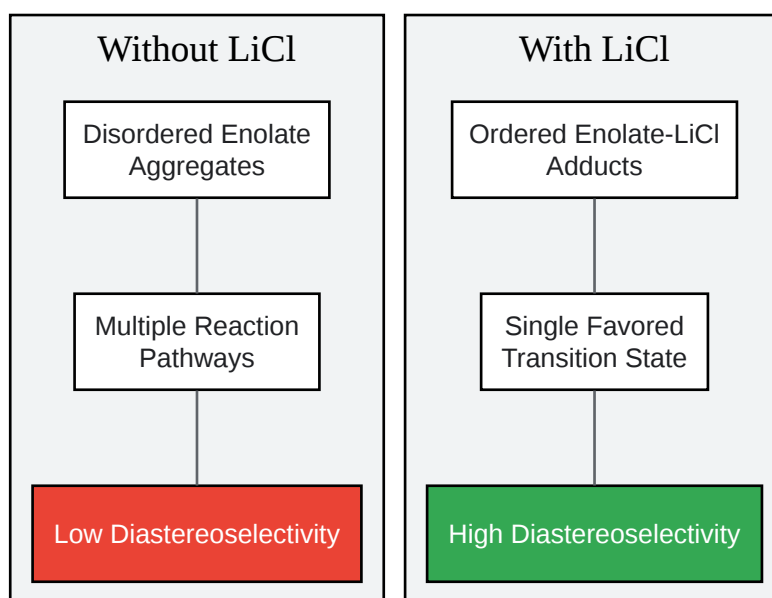 Without LiCl
Disordered Enolate
Aggregates
Multiple Reaction
Pathways
Low Diastereoselectivity
With LiCl
Ordered Enolate-LiCl
Adducts
Single Favored
Transition State
High Diastereoselectivity